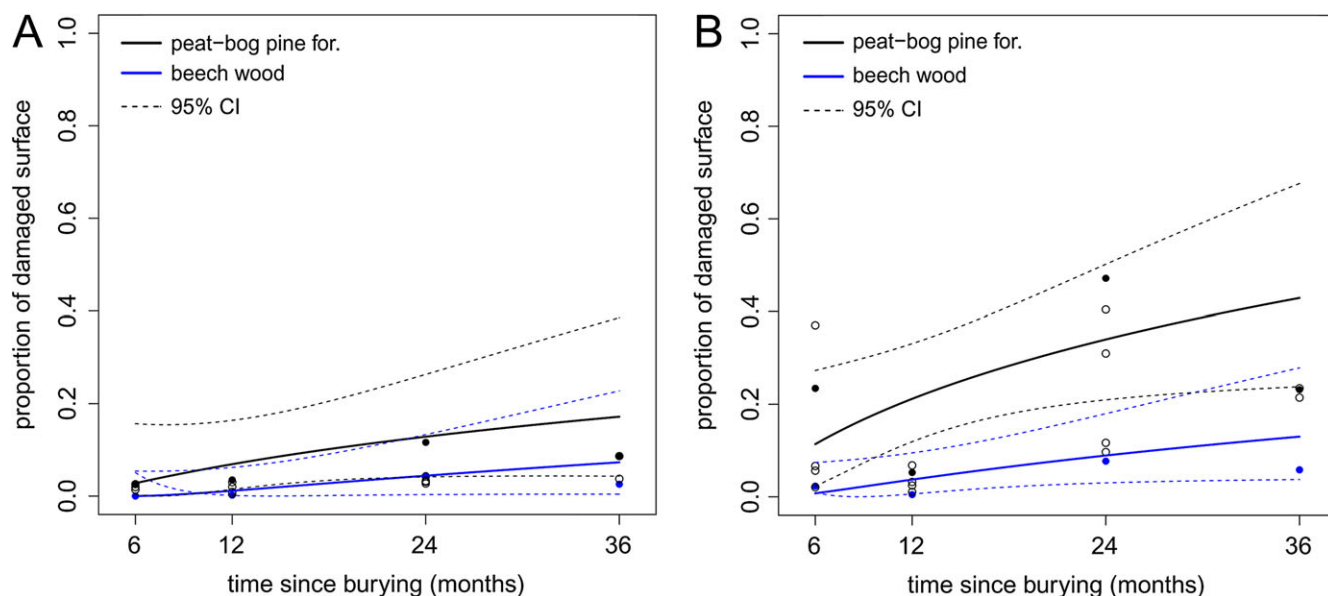 A
peat-bog pine for.
beech wood
95% CI
proportion of damaged surface
1.0
0.8
0.6
0.4
0.2
0.0
6 12 24 36
time since burying (months)
B
peat-bog pine for.
beech wood
95% CI
proportion of damaged surface
1.0
0.8
0.6
0.4
0.2
0.0
6 12 24 36
time since burying (months)